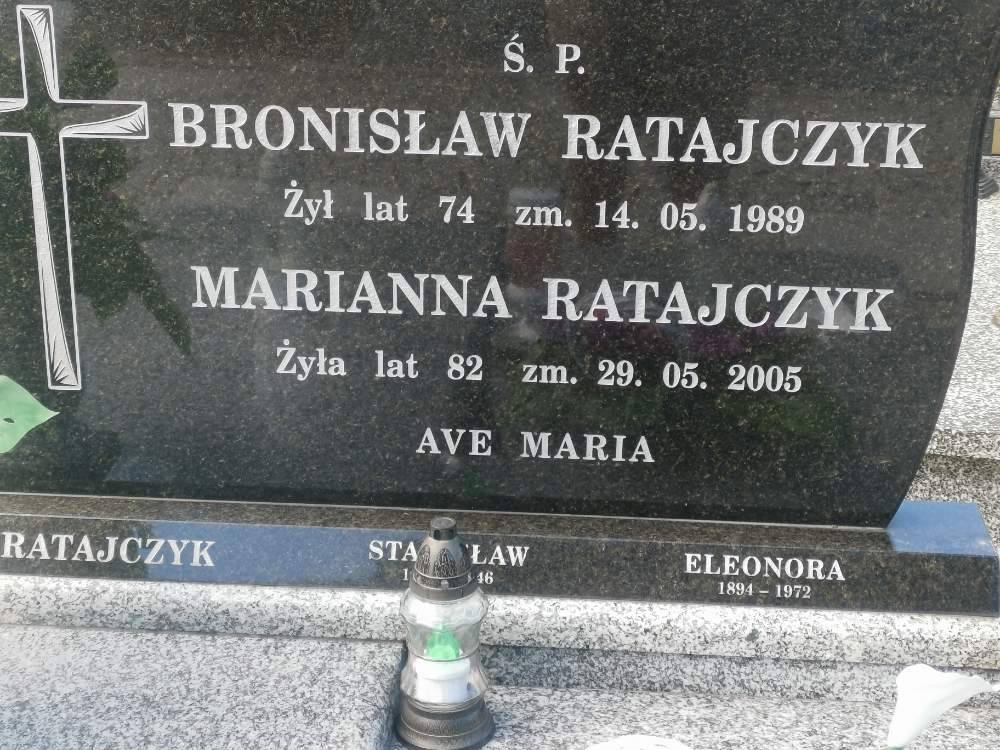 Ś. P.
BRONISŁAW RATAJCZYK
Żył lat 74 zm. 14. 05. 1989
MARIANNA RATAJCZYK
Żyła lat 82 zm. 29. 05. 2005
AVE MARIA
RATAJCZYK ELEONORA
1894 – 1972